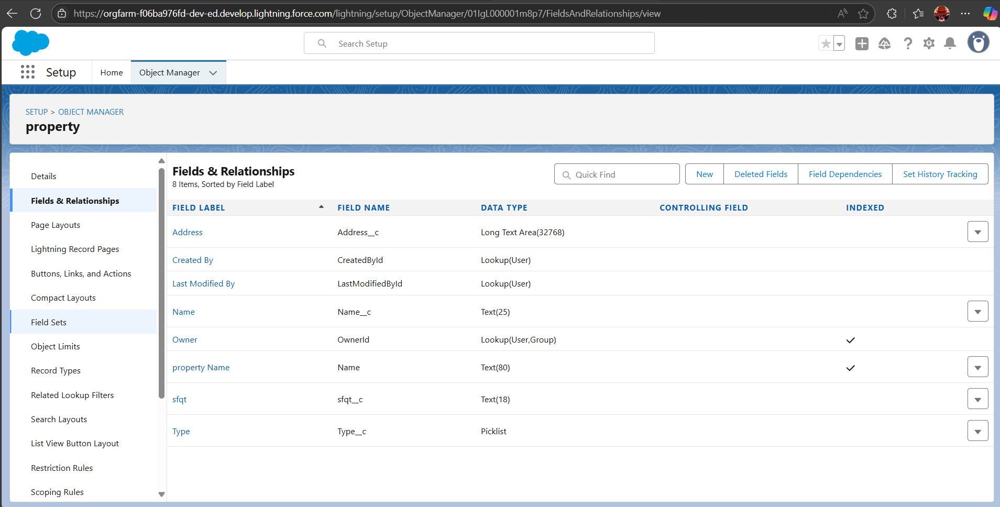 https://orgfarm-f06ba976fd-dev-ed.develop.lightning.force.com/lightning/setup/ObjectManager/01IgL000001m8p7/FieldsAndRelationships/view
Search Setup
Setup
Home
Object Manager
SETUP > OBJECT MANAGER
property
Details
Fields & Relationships
Page Layouts
Lightning Record Pages
Buttons, Links, and Actions
Compact Layouts
Field Sets
Object Limits
Record Types
Related Lookup Filters
Search Layouts
List View Button Layout
Restriction Rules
Scoping Rules
Fields & Relationships
8 Items, Sorted by Field Label
Quick Find
New
Deleted Fields
Field Dependencies
Set History Tracking
FIELD LABEL FIELD NAME DATA TYPE CONTROLLING FIELD INDEXED
Address Address__c Long Text Area(32768)
Created By CreatedById Lookup(User)
Last Modified By LastModifiedById Lookup(User)
Name Name__c Text(25)
Owner OwnerId Lookup(User,Group)
property Name Name Text(80)
sfqt sfqt__c Text(18)
Type Type__c Picklist